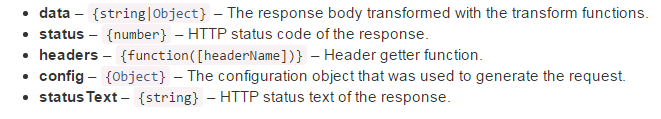 • data – {string|Object} – The response body transformed with the transform functions.
• status – {number} – HTTP status code of the response.
• headers – {function([headerName])} – Header getter function.
• config – {Object} – The configuration object that was used to generate the request.
• statusText – {string} – HTTP status text of the response.